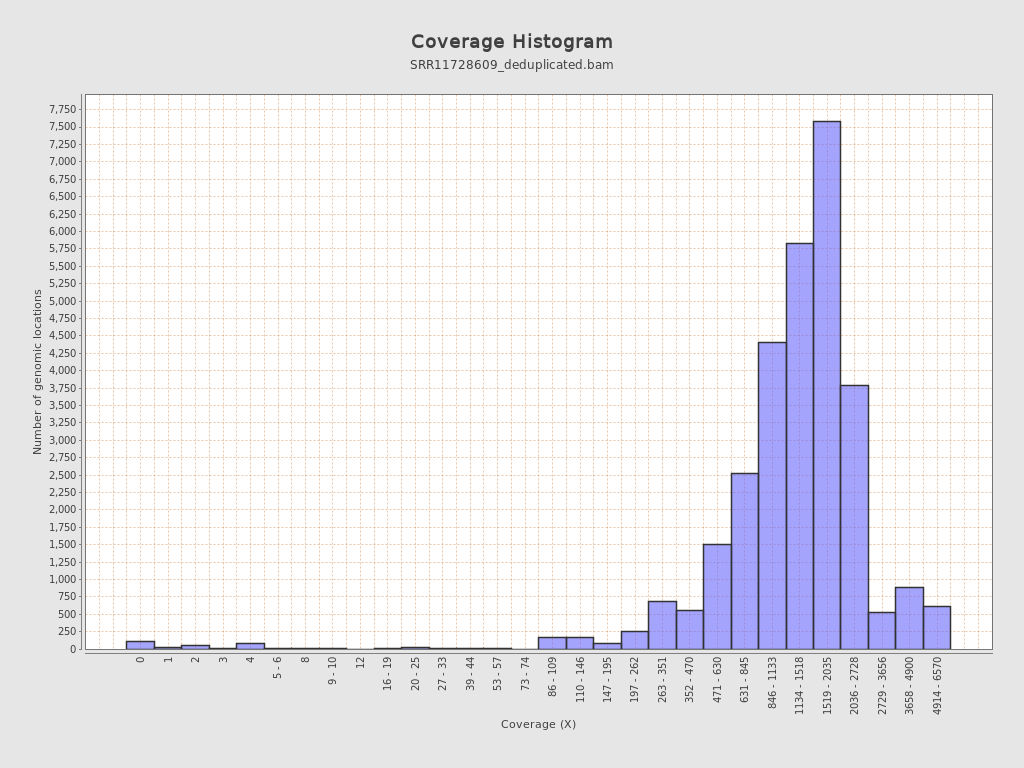 Coverage Histogram
SRR11728609_deduplicated.bam
Number of genomic locations
7,750
7,500
7,250
7,000
6,750
6,500
6,250
6,000
5,750
5,500
5,250
5,000
4,750
4,500
4,250
4,000
3,750
3,500
3,250
3,000
2,750
2,500
2,250
2,000
1,750
1,500
1,250
1,000
750
500
250
0
0
1
2
3
4
5 - 6
8
9 - 10
12
16 - 19
20 - 25
27 - 33
39 - 44
53 - 57
73 - 74
86 - 109
110 - 146
147 - 195
197 - 262
263 - 351
352 - 470
471 - 630
631 - 845
846 - 1133
1134 - 1518
1519 - 2035
2036 - 2728
2729 - 3656
3658 - 4900
4914 - 6570
Coverage (X)